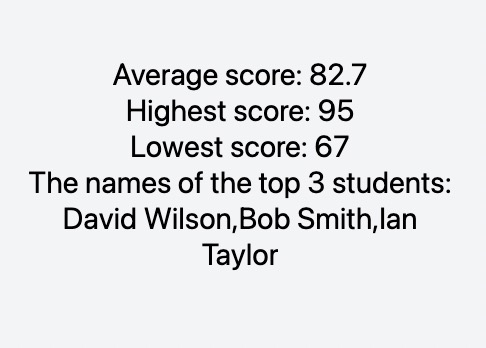 Average score: 82.7
Highest score: 95
Lowest score: 67
The names of the top 3 students:
David Wilson,Bob Smith,Ian
Taylor